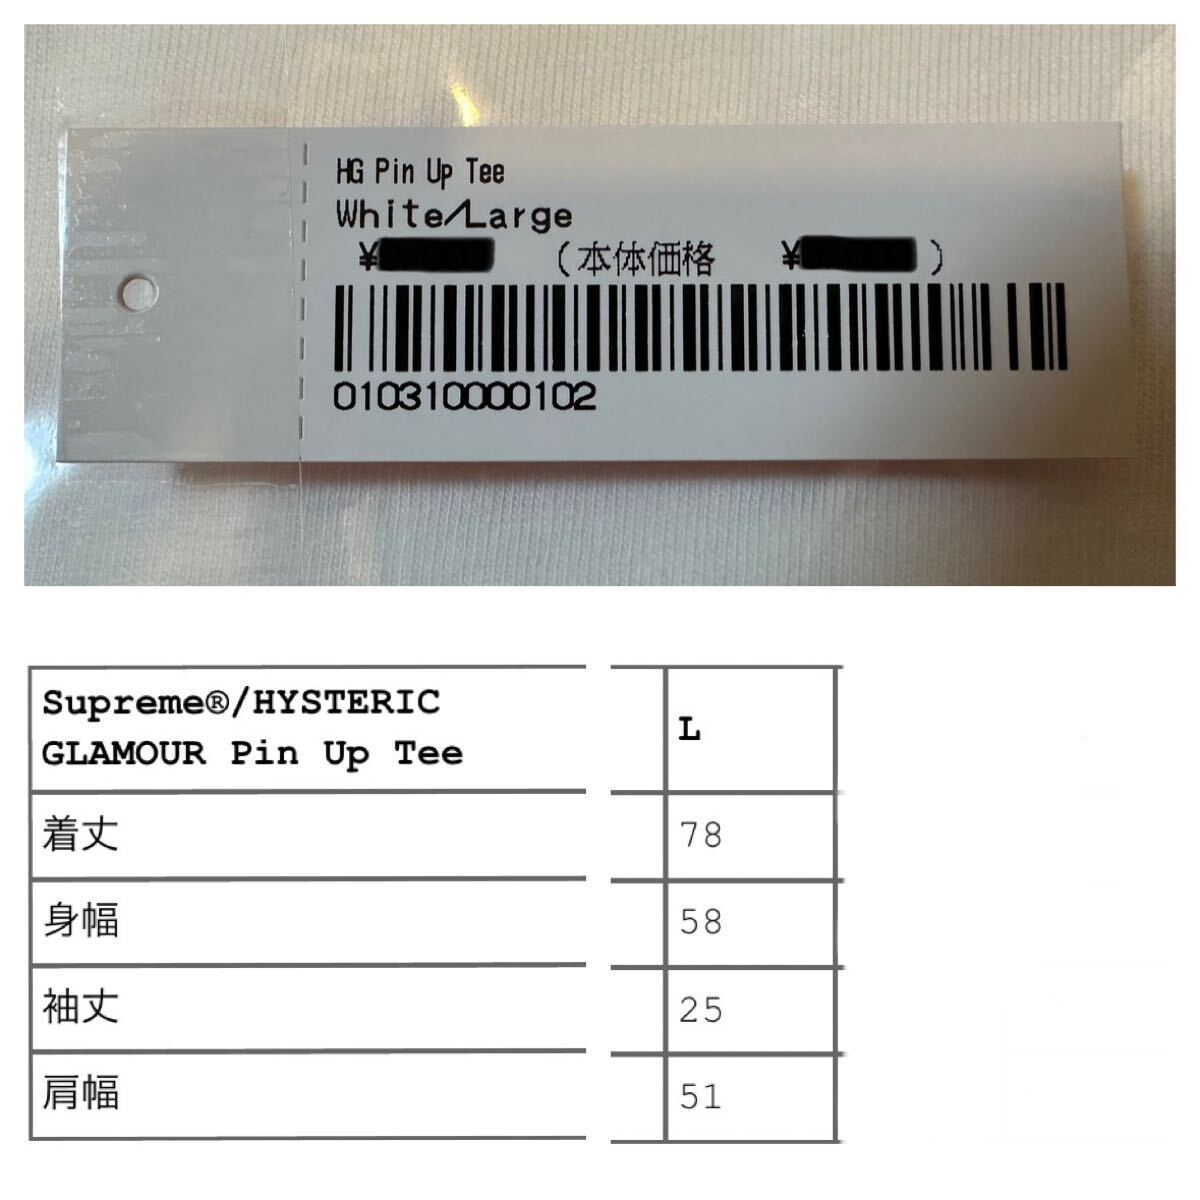 HG Pin Up Tee
White/Large
¥ (本体価格 ¥ )
010310000102
Supreme®/HYSTERIC
GLAMOUR Pin Up Tee
L
着丈 78
身幅 58
袖丈 25
肩幅 51